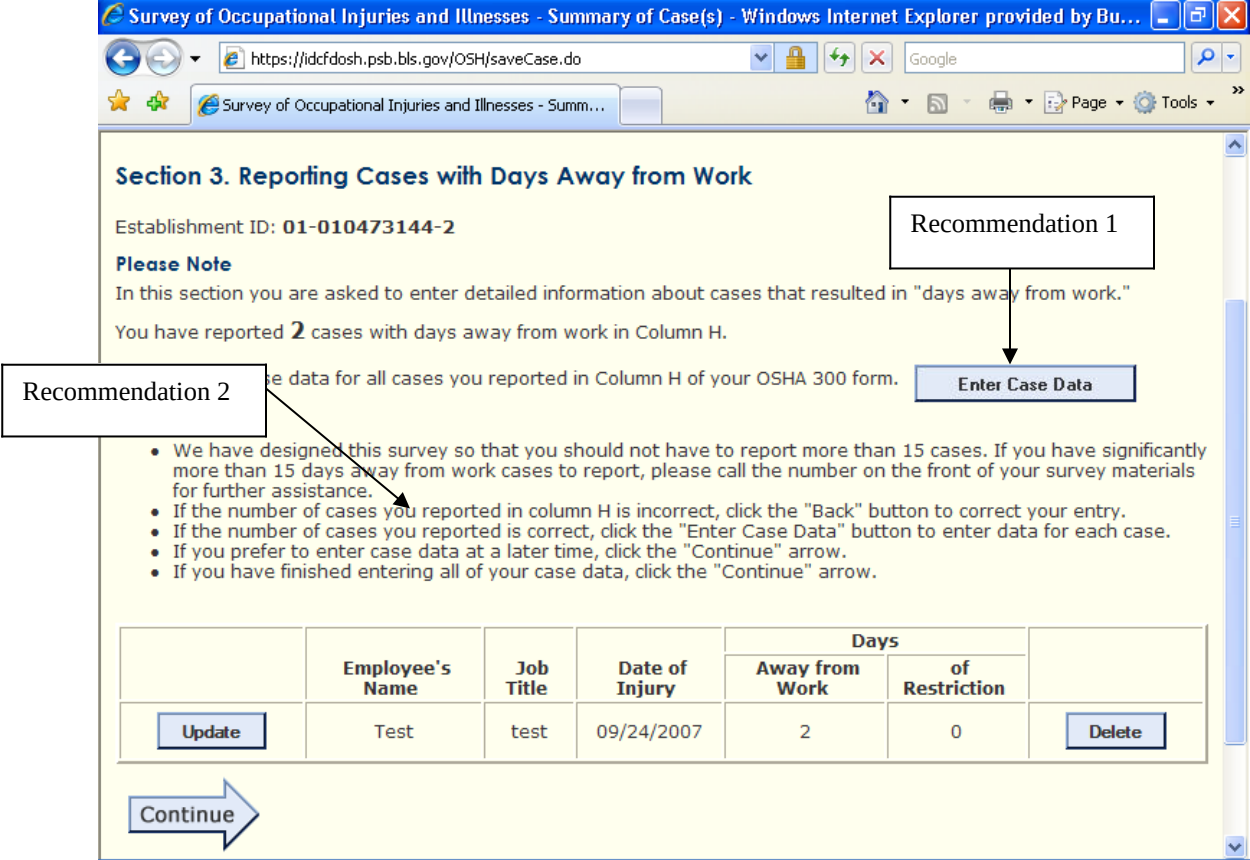 Survey of Occupational Injuries and Illnesses - Summary of Case(s) - Windows Internet Explorer provided by Bu...
https://idcfdosh.psb.bls.gov/OSH/saveCase.do
Google
Survey of Occupational Injuries and Illnesses - Summ...
Page
Tools
Section 3. Reporting Cases with Days Away from Work
Establishment ID: 01-010473144-2
Recommendation 1
Please Note
In this section you are asked to enter detailed information about cases that resulted in "days away from work."
You have reported 2 cases with days away from work in Column H.
Recommendation 2
se data for all cases you reported in Column H of your OSHA 300 form.
Enter Case Data
• We have designed this survey so that you should not have to report more than 15 cases. If you have significantly
more than 15 days away from work cases to report, please call the number on the front of your survey materials
for further assistance.
• If the number of cases you reported in column H is incorrect, click the "Back" button to correct your entry.
• If the number of cases you reported is correct, click the "Enter Case Data" button to enter data for each case.
• If you prefer to enter case data at a later time, click the "Continue" arrow.
• If you have finished entering all of your case data, click the "Continue" arrow.
Days
Employee's Job Date of Away from of
Name Title Injury Work Restriction
Update Test test 09/24/2007 2 0 Delete
Continue